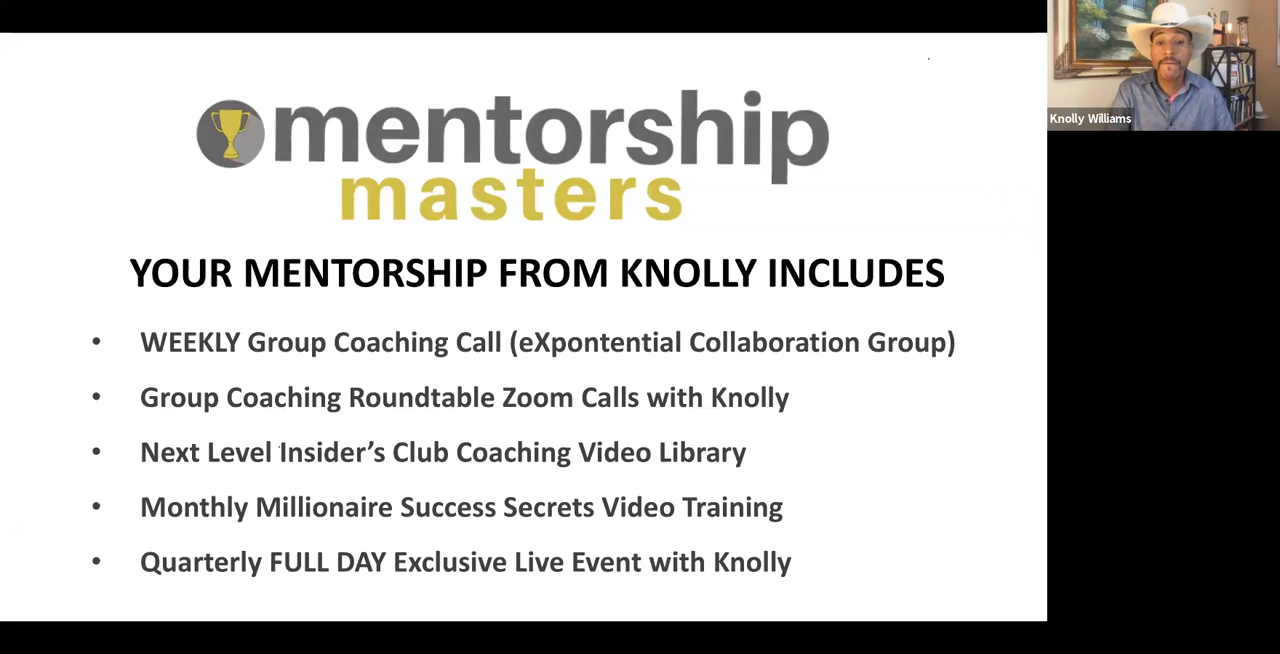 mentorship
masters
Knolly Williams
YOUR MENTORSHIP FROM KNOLLY INCLUDES
• WEEKLY Group Coaching Call (eXpontential Collaboration Group)
• Group Coaching Roundtable Zoom Calls with Knolly
• Next Level Insider’s Club Coaching Video Library
• Monthly Millionaire Success Secrets Video Training
• Quarterly FULL DAY Exclusive Live Event with Knolly